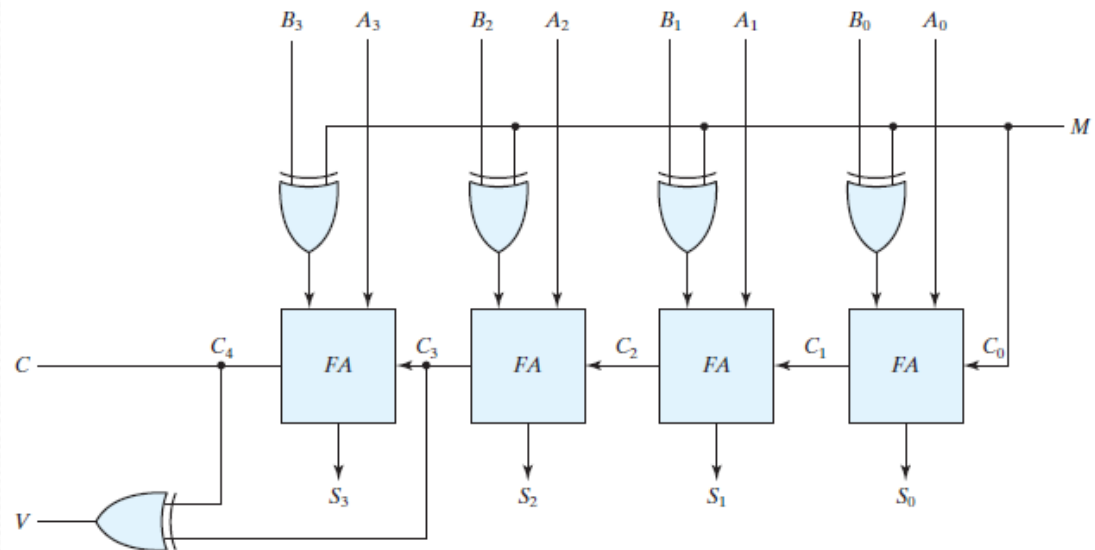 B3 A3 B2 A2 B1 A1 B0 A0
M
C4 C3 C2 C1 C0
C FA FA FA FA
S3 S2 S1 S0
V